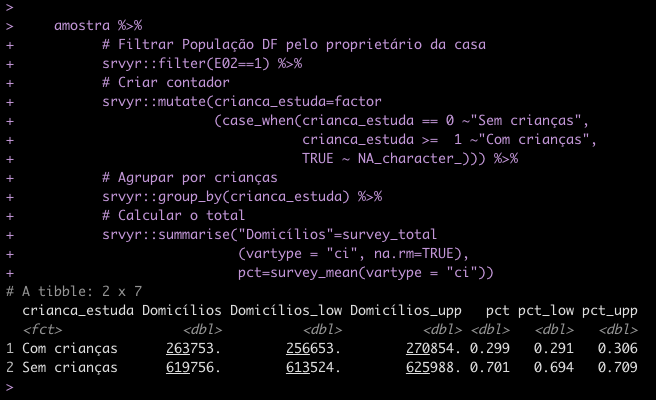 >
>     amostra %>%
+           # Filtrar População DF pelo proprietário da casa
+           srvyr::filter(E02==1) %>%
+           # Criar contador
+           srvyr::mutate(crianca_estuda=factor
+                         (case_when(crianca_estuda == 0 ~"Sem crianças",
+                                    crianca_estuda >=  1 ~"Com crianças",
+                                    TRUE ~ NA_character_))) %>%
+           # Agrupar por crianças
+           srvyr::group_by(crianca_estuda) %>%
+           # Calcular o total
+           srvyr::summarise("Domicílios"=survey_total
+                            (vartype = "ci", na.rm=TRUE),
+                            pct=survey_mean(vartype = "ci"))
# A tibble: 2 x 7
  crianca_estuda Domicílios Domicílios_low Domicílios_upp   pct pct_low pct_upp
  <fct>               <dbl>          <dbl>          <dbl> <dbl>   <dbl>   <dbl>
1 Com crianças      263753.        256653.        270854. 0.299   0.291   0.306
2 Sem crianças      619756.        613524.        625988. 0.701   0.694   0.709
>